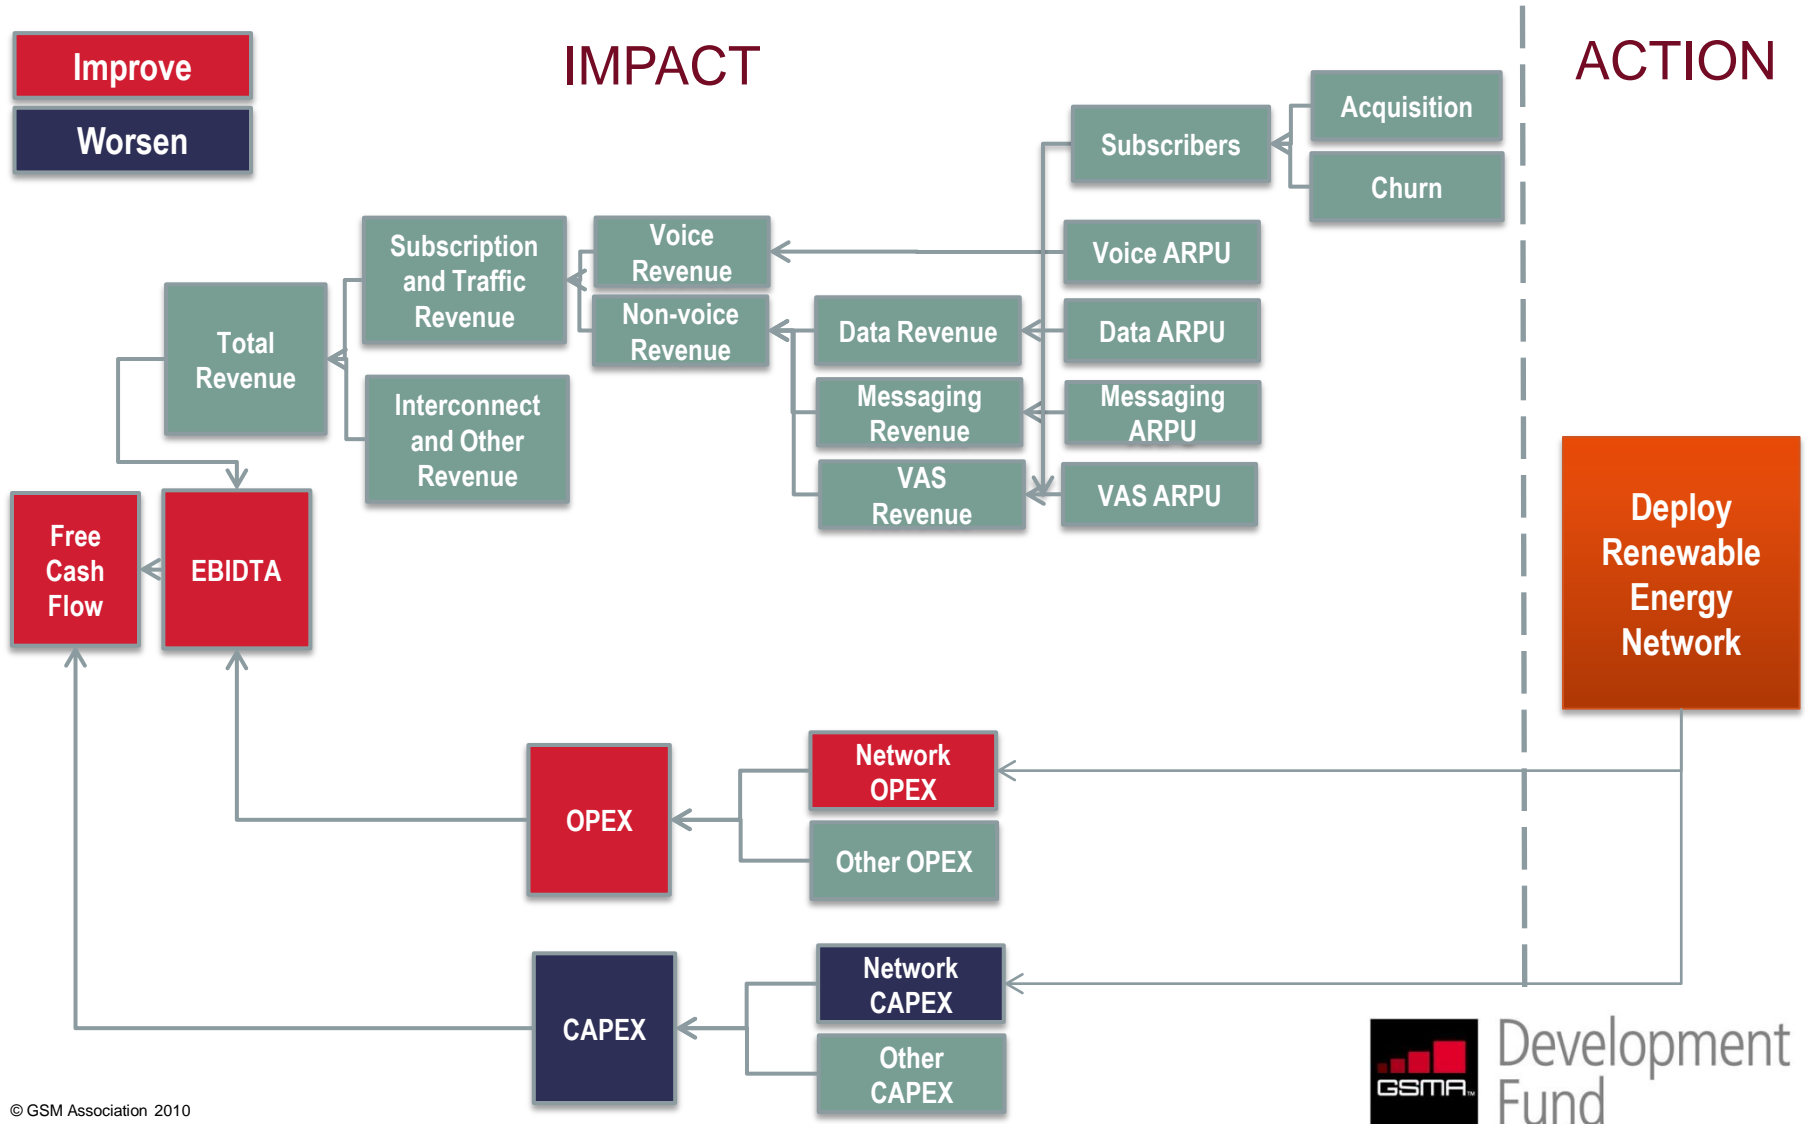 Improve
Worsen
IMPACT
ACTION
Acquisition
Subscribers
Churn
Subscription
and Traffic
Revenue
Voice
Revenue
Voice ARPU
Non-voice
Revenue
Data Revenue
Data ARPU
Total
Revenue
Interconnect
and Other
Revenue
Messaging
Revenue
Messaging
ARPU
VAS
Revenue
VAS ARPU
Free
Cash
Flow
EBIDTA
Deploy
Renewable
Energy
Network
Network
OPEX
OPEX
Other OPEX
Network
CAPEX
CAPEX
Other
CAPEX
GSMA™
Development
Fund
© GSM Association 2010